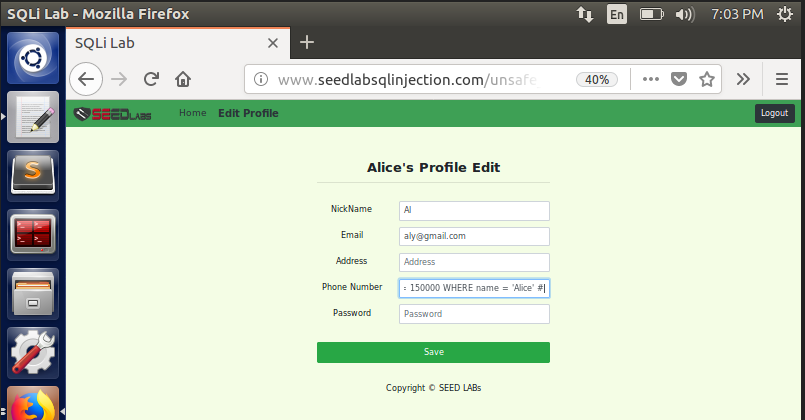 SQLi Lab - Mozilla Firefox
En
7:03 PM
SQLi Lab
www.seedlabsqlinjection.com/unsafe
40%
SEED LABS
Home
Edit Profile
Logout
Alice's Profile Edit
NickName
Al
Email
aly@gmail.com
Address
Address
Phone Number
= 150000 WHERE name = 'Alice' #
Password
Password
Save
Copyright © SEED LABs